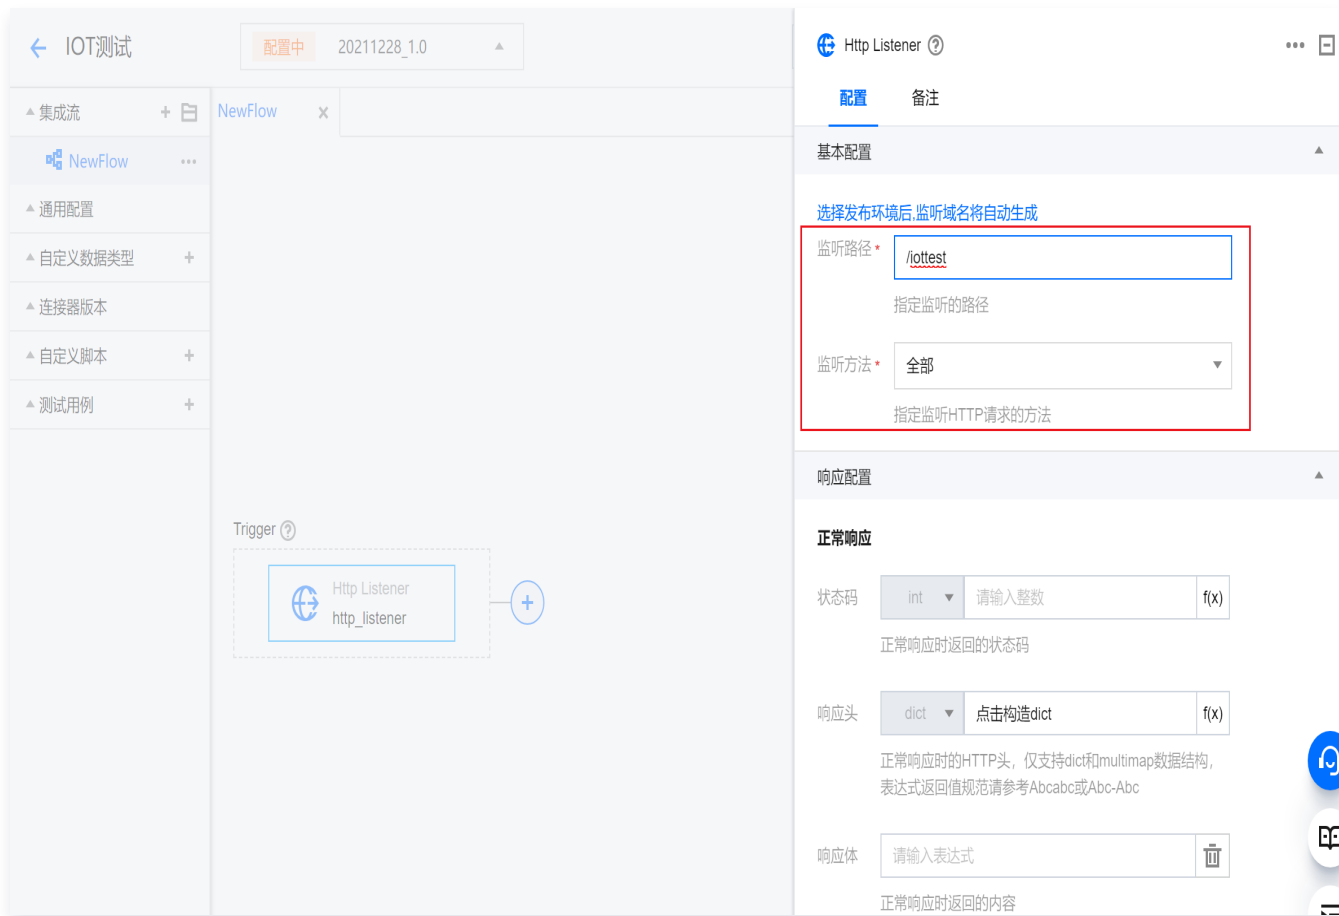 IOT测试
配置中 20211228_1.0
集成流
NewFlow
通用配置
自定义数据类型
连接器版本
自定义脚本
测试用例
NewFlow
Trigger
Http Listener
http_listener
Http Listener
配置 备注
基本配置
选择发布环境后,监听域名将自动生成
监听路径* /iottest
指定监听的路径
监听方法* 全部
指定监听HTTP请求的方法
响应配置
正常响应
状态码 int 请输入整数 f(x)
正常响应时返回的状态码
响应头 dict 点击构造dict f(x)
正常响应时的HTTP头，仅支持dict和multimap数据结构，
表达式返回值规范请参考Abcabc或Abc-Abc
响应体 请输入表达式
正常响应时返回的内容